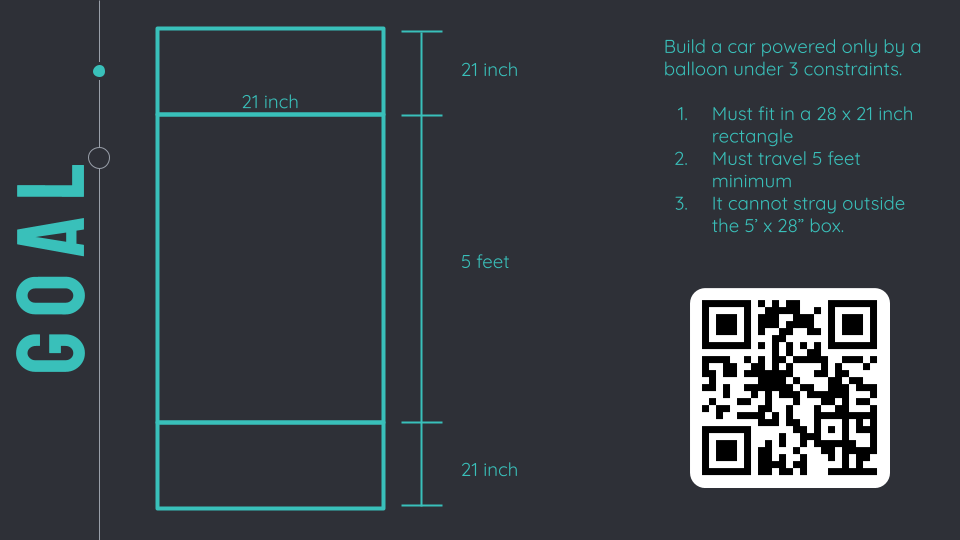 GOAL
21 inch
21 inch
5 feet
21 inch
Build a car powered only by a
balloon under 3 constraints.
1. Must fit in a 28 x 21 inch
rectangle
2. Must travel 5 feet
minimum
3. It cannot stray outside
the 5’ x 28” box.